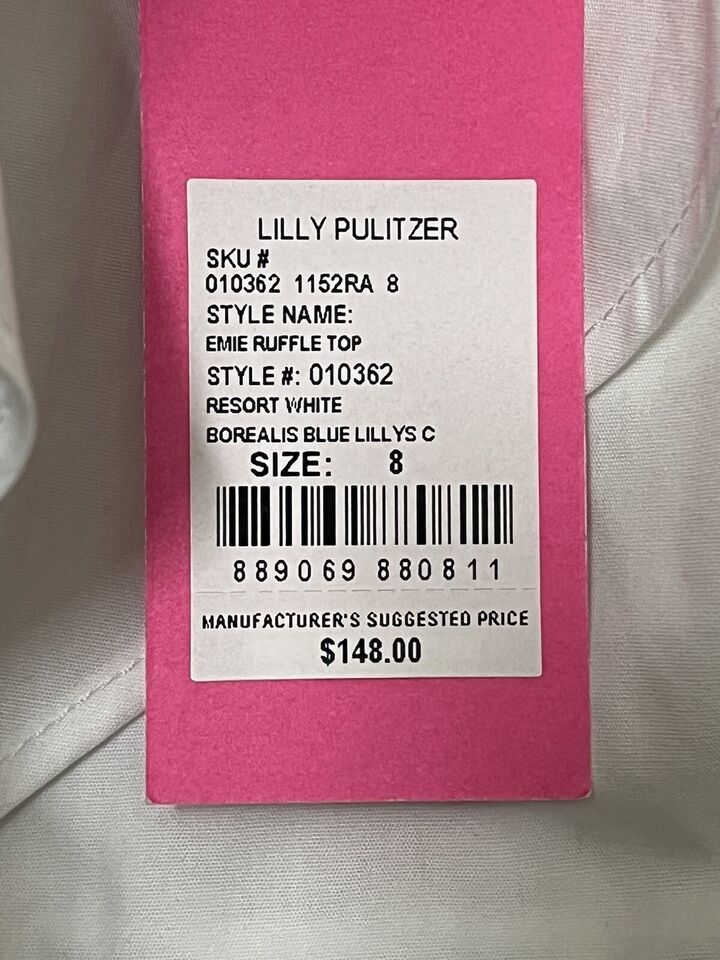 LILLY PULITZER
SKU #
010362 1152RA 8
STYLE NAME:
EMIE RUFFLE TOP
STYLE #: 010362
RESORT WHITE
BOREALIS BLUE LILLYS C
SIZE: 8
889069 880811
MANUFACTURER'S SUGGESTED PRICE
$148.00